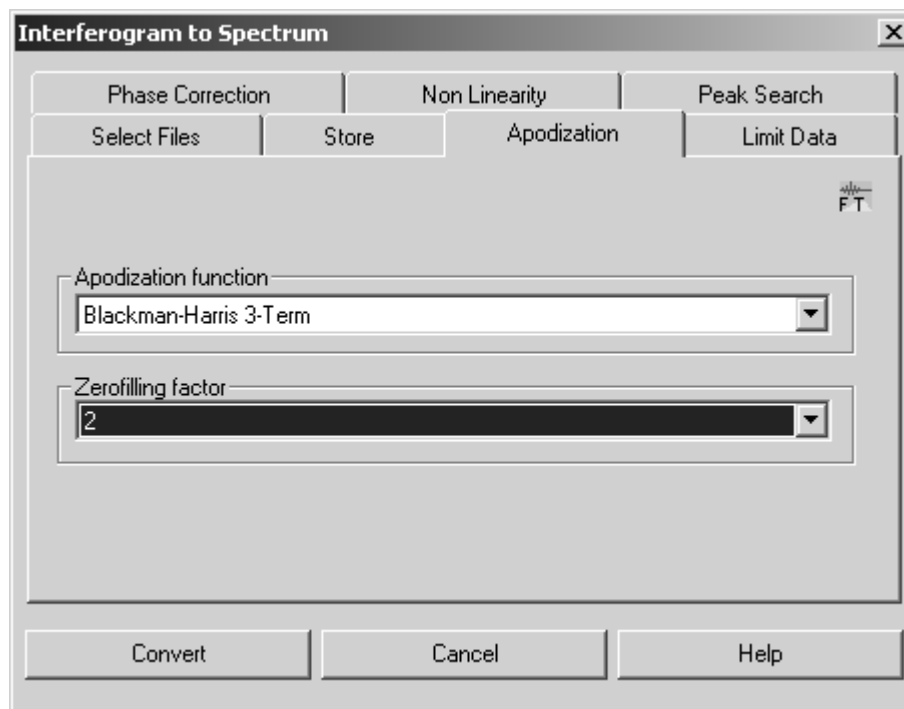 Interferogram to Spectrum
Phase Correction
Non Linearity
Peak Search
Select Files
Store
Apodization
Limit Data
FT
Apodization function
Blackman-Harris 3-Term
Zerofilling factor
2
Convert
Cancel
Help